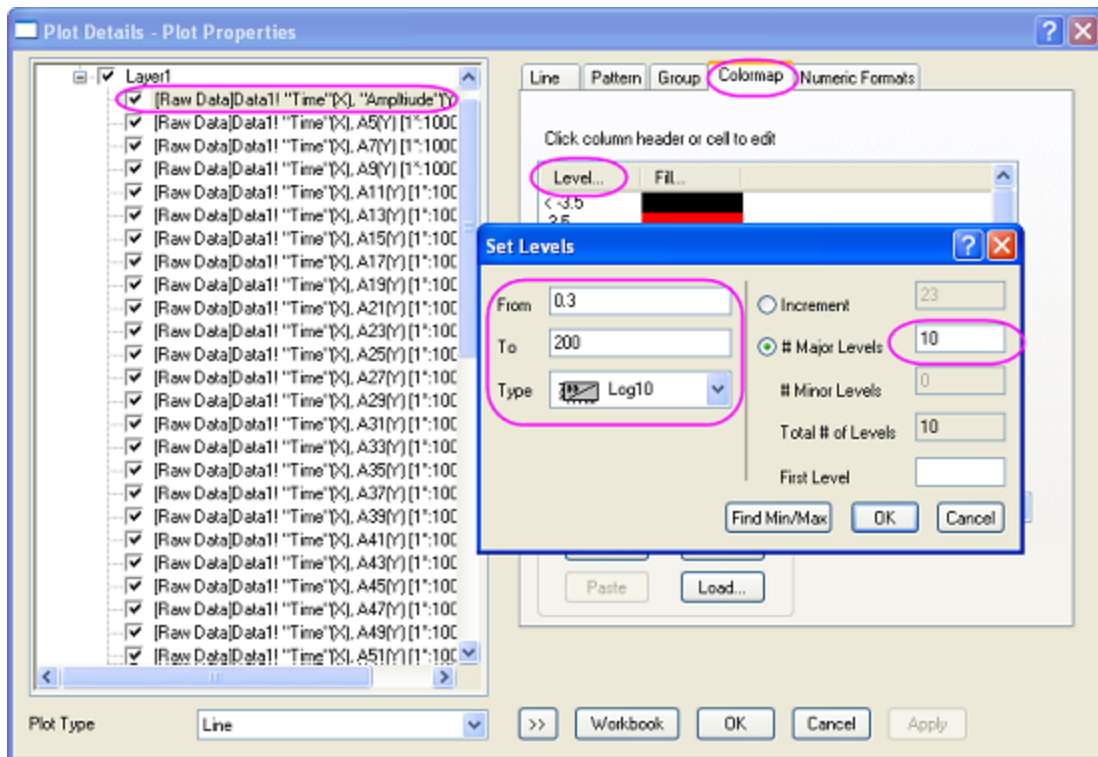 Plot Details - Plot Properties
Layer1
[Raw Data]Data1! "Time"(X), "Ampltiude"(Y
[Raw Data]Data1! "Time"(X), A5(Y) [1*:100
[Raw Data]Data1! "Time"(X), A7(Y) [1*:100
[Raw Data]Data1! "Time"(X), A9(Y) [1*:100
[Raw Data]Data1! "Time"(X), A11(Y) [1*:100
[Raw Data]Data1! "Time"(X), A13(Y) [1*:100
[Raw Data]Data1! "Time"(X), A15(Y) [1*:100
[Raw Data]Data1! "Time"(X), A17(Y) [1*:100
[Raw Data]Data1! "Time"(X), A19(Y) [1*:100
[Raw Data]Data1! "Time"(X), A21(Y) [1*:100
[Raw Data]Data1! "Time"(X), A23(Y) [1*:100
[Raw Data]Data1! "Time"(X), A25(Y) [1*:100
[Raw Data]Data1! "Time"(X), A27(Y) [1*:100
[Raw Data]Data1! "Time"(X), A29(Y) [1*:100
[Raw Data]Data1! "Time"(X), A31(Y) [1*:100
[Raw Data]Data1! "Time"(X), A33(Y) [1*:100
[Raw Data]Data1! "Time"(X), A35(Y) [1*:100
[Raw Data]Data1! "Time"(X), A37(Y) [1*:100
[Raw Data]Data1! "Time"(X), A39(Y) [1*:100
[Raw Data]Data1! "Time"(X), A41(Y) [1*:100
[Raw Data]Data1! "Time"(X), A43(Y) [1*:100
[Raw Data]Data1! "Time"(X), A45(Y) [1*:100
[Raw Data]Data1! "Time"(X), A47(Y) [1*:100
[Raw Data]Data1! "Time"(X), A49(Y) [1*:100
[Raw Data]Data1! "Time"(X), A51(Y) [1*:100
Plot Type Line
Line Pattern Group Colormap Numeric Formats
Click column header or cell to edit
Level... Fill...
< -3.5
-3.5
Set Levels
From 0.3
To 200
Type Log10
Increment 23
# Major Levels 10
# Minor Levels 0
Total # of Levels 10
First Level
Find Min/Max OK Cancel
Paste Load...
>> Workbook OK Cancel Apply